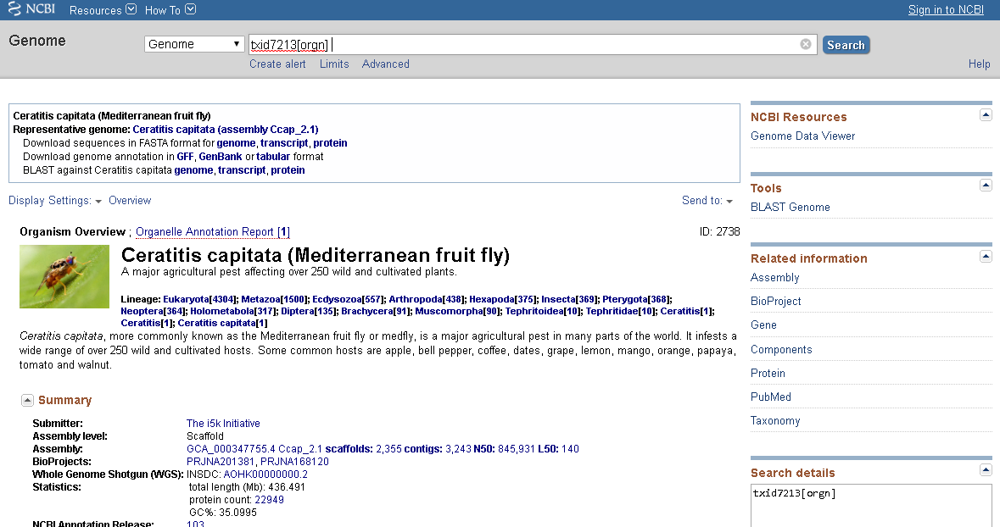 NCBI Resources How To Sign in to NCBI
Genome Genome txid7213[orgn] Search
Create alert Limits Advanced Help
Ceratitis capitata (Mediterranean fruit fly)
Representative genome: Ceratitis capitata (assembly Ccap_2.1)
Download sequences in FASTA format for genome, transcript, protein
Download genome annotation in GFF, GenBank or tabular format
BLAST against Ceratitis capitata genome, transcript, protein
Display Settings: Overview Send to:
Organism Overview ; Organelle Annotation Report [1] ID: 2738
Ceratitis capitata (Mediterranean fruit fly)
A major agricultural pest affecting over 250 wild and cultivated plants.
Lineage: Eukaryota[4304]; Metazoa[1500]; Ecdysozoa[557]; Arthropoda[438]; Hexapoda[375]; Insecta[369]; Pterygota[368];
Neoptera[364]; Holometabola[317]; Diptera[135]; Brachycera[91]; Muscomorpha[90]; Tephritoidea[10]; Tephritidae[10]; Ceratitis[1];
Ceratitis[1]; Ceratitis capitata[1]
Ceratitis capitata, more commonly known as the Mediterranean fruit fly or medfly, is a major agricultural pest in many parts of the world. It infests a
wide range of over 250 wild and cultivated hosts. Some common hosts are apple, bell pepper, coffee, dates, grape, lemon, mango, orange, papaya,
tomato and walnut.
Summary
Submitter: The i5k Initiative
Assembly level: Scaffold
Assembly: GCA_000347755.4 Ccap_2.1 scaffolds: 2,355 contigs: 3,243 N50: 845,931 L50: 140
BioProjects: PRJNA201381, PRJNA168120
Whole Genome Shotgun (WGS): INSDC: AOHK00000000.2
Statistics: total length (Mb): 436.491
protein count: 22949
GC%: 35.0995
NCBI Annotation Release: 103
NCBI Resources
Genome Data Viewer
Tools
BLAST Genome
Related information
Assembly
BioProject
Gene
Components
Protein
PubMed
Taxonomy
Search details
txid7213[orgn]